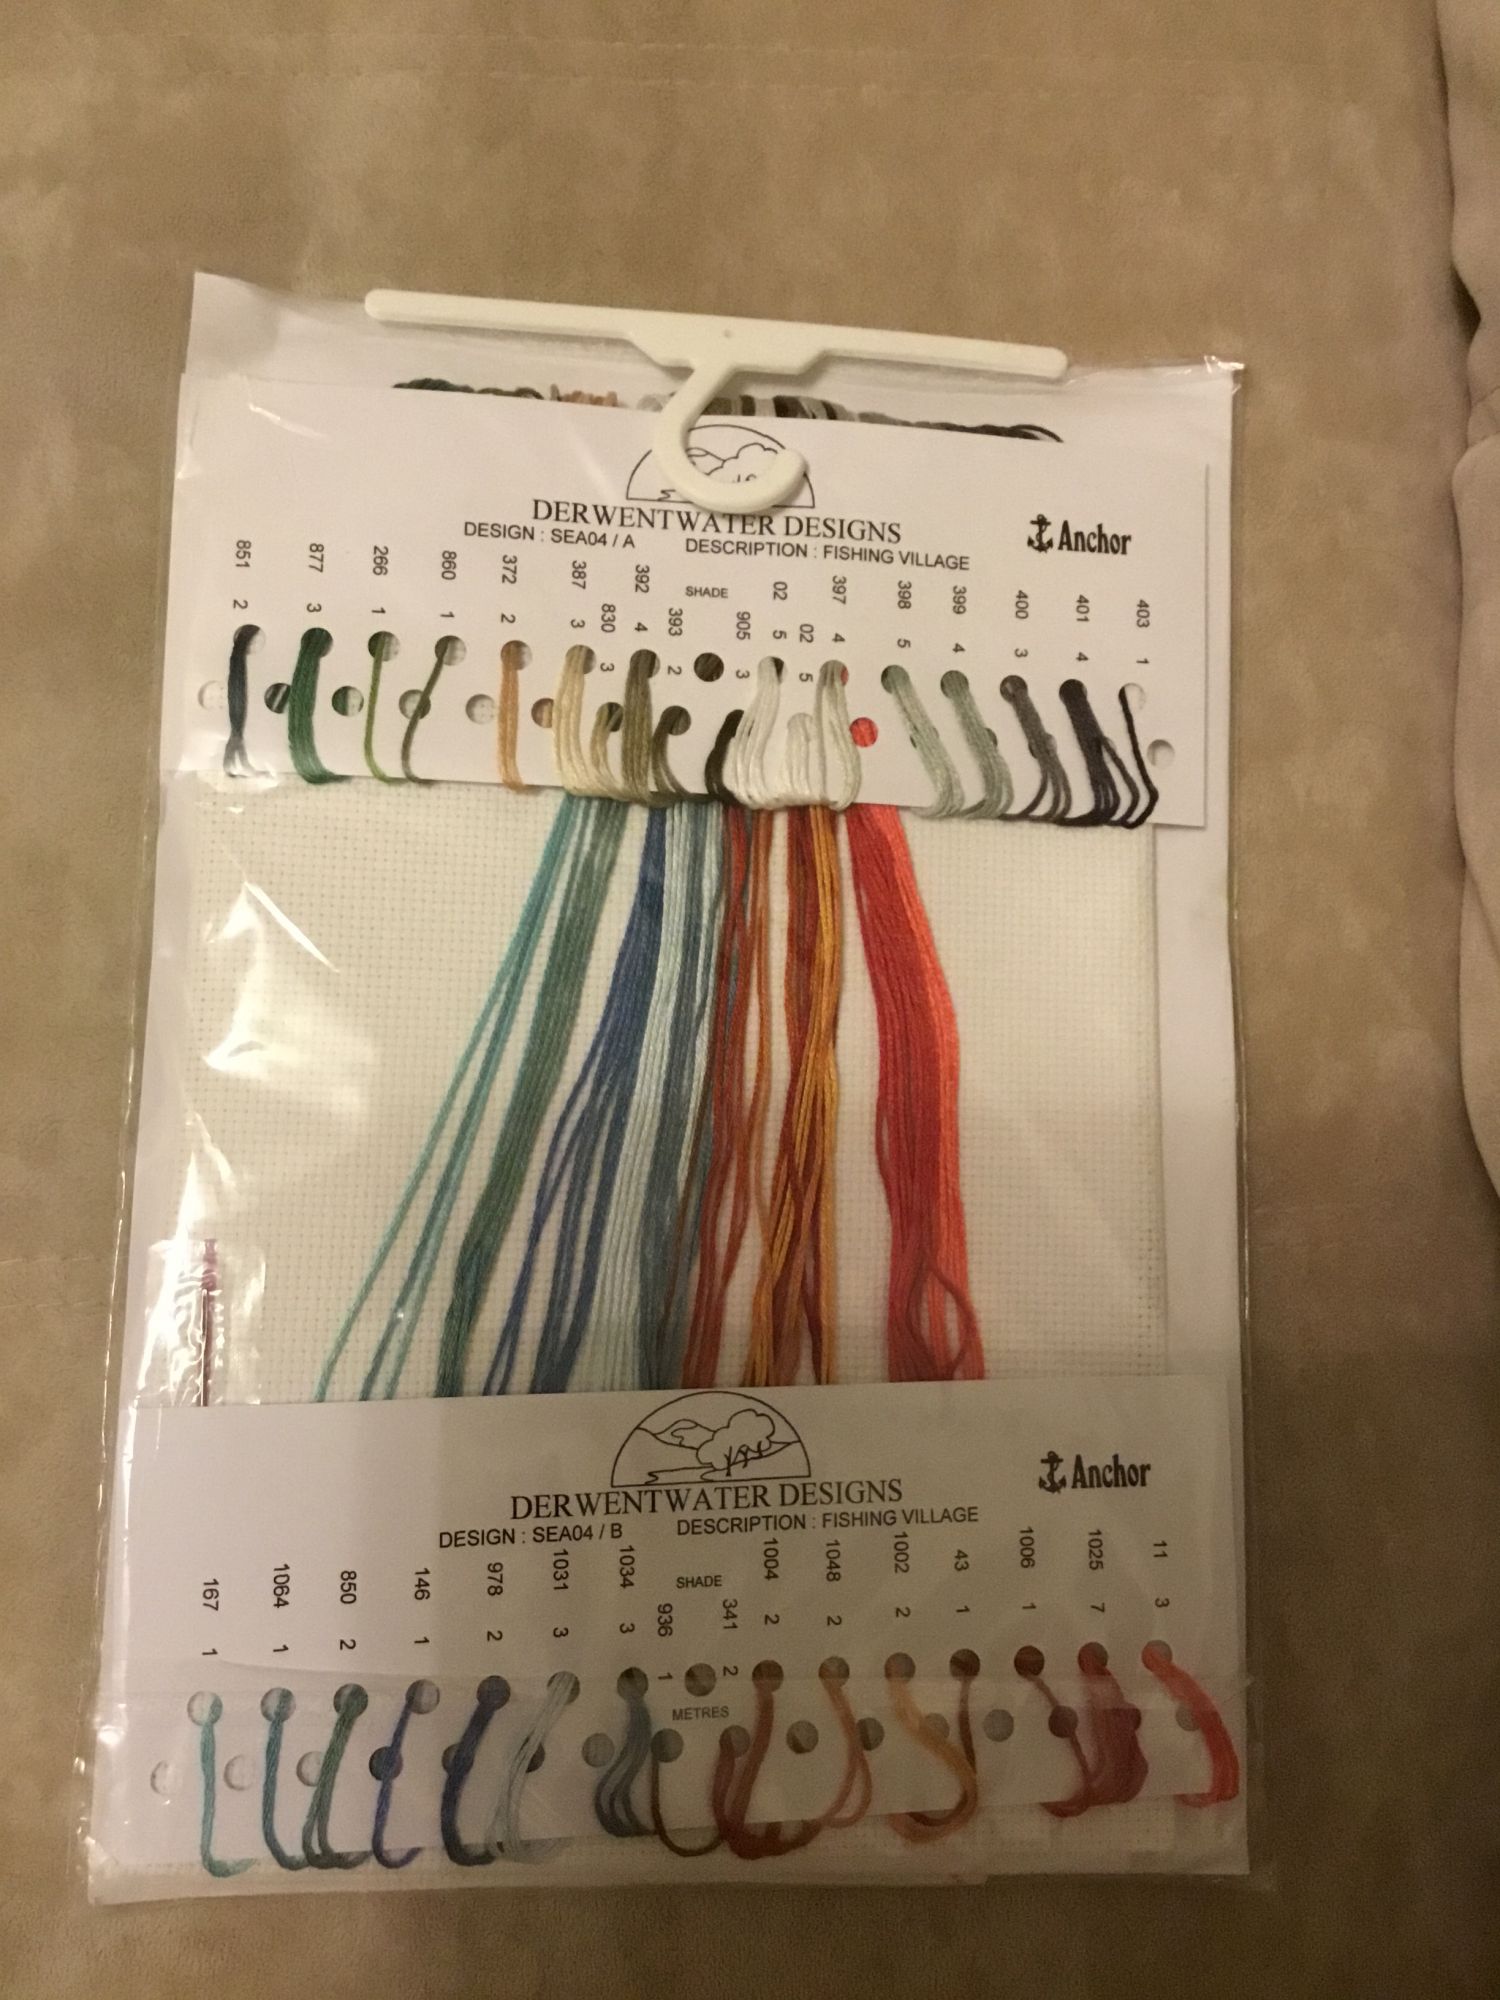 DERWENTWATER DESIGNS
DESIGN : SEA04 / A DESCRIPTION : FISHING VILLAGE
Anchor
851 877 266 860 372 387 392 SHADE 02 397 398 399 400 401 403
830 393 905 02
2 3 1 1 2 3 4 5 4 5 4 3 4 1
3 2 3 5
DERWENTWATER DESIGNS
DESIGN : SEA04 / B DESCRIPTION : FISHING VILLAGE
Anchor
167 1064 850 146 978 1031 1034 SHADE 1004 1048 1002 43 1006 1025 11
936 341
1 1 2 1 2 3 3 2 2 2 1 1 7 3
1 2
METRES